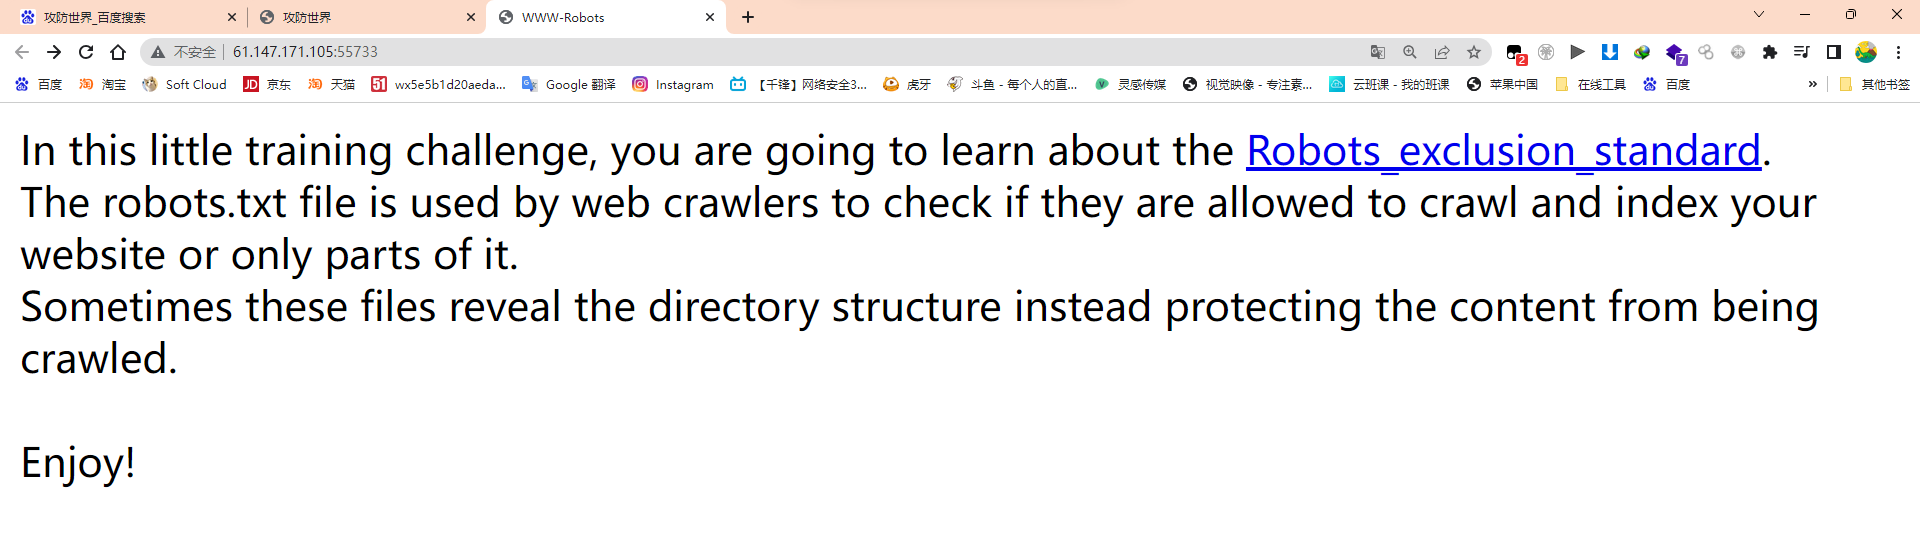 攻防世界_百度搜索
攻防世界
WWW-Robots
不安全 61.147.171.105:55733
2
7
百度
淘宝
Soft Cloud
JD 京东
天猫
51 wx5e5b1d20aeda...
Google 翻译
Instagram
【千锋】网络安全3...
虎牙
斗鱼 - 每个人的直...
灵感传媒
视觉映像 - 专注素...
云班课 - 我的班课
苹果中国
在线工具
百度
»
其他书签
In this little training challenge, you are going to learn about the Robots_exclusion_standard.
The robots.txt file is used by web crawlers to check if they are allowed to crawl and index your
website or only parts of it.
Sometimes these files reveal the directory structure instead protecting the content from being
crawled.
Enjoy!